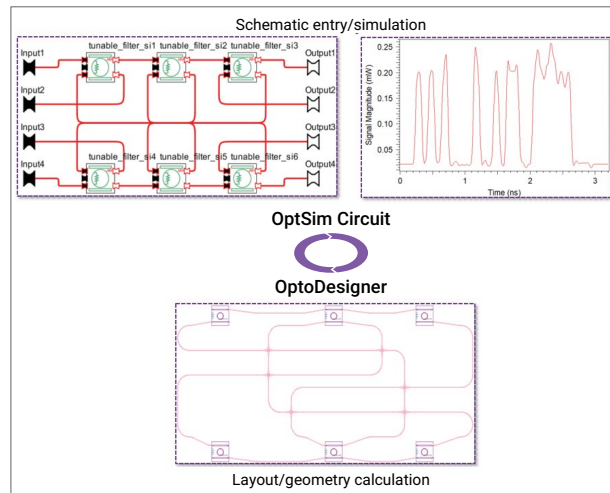 Schematic entry/simulation
tunable_filter_si1 tunable_filter_si2 tunable_filter_si3
Input1
Output1
Input2
Output2
Input3
Output3
tunable_filter_si4 tunable_filter_si5 tunable_filter_si6
Input4
Output4
Signal Magnitude (mW)
0.25
0.20
0.15
0.10
0.05
0 1 2 3
Time (ns)
OptSim Circuit
OptoDesigner
Layout/geometry calculation